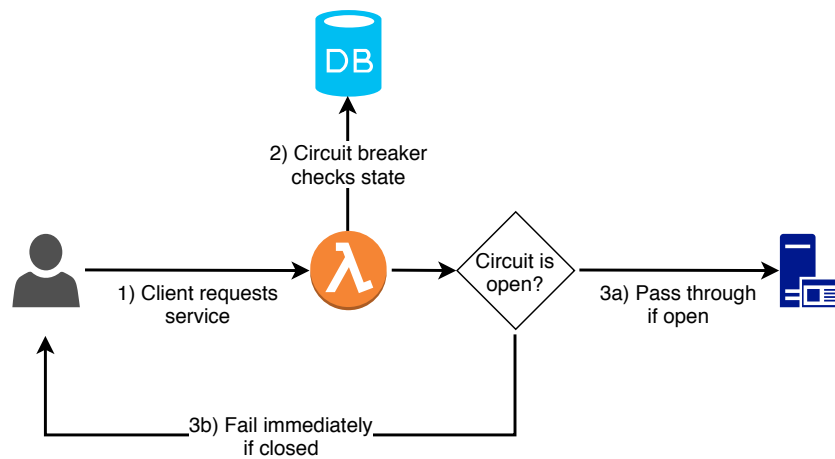 DB
2) Circuit breaker
checks state
λ
Circuit is
open?
1) Client requests
service
3a) Pass through
if open
3b) Fail immediately
if closed